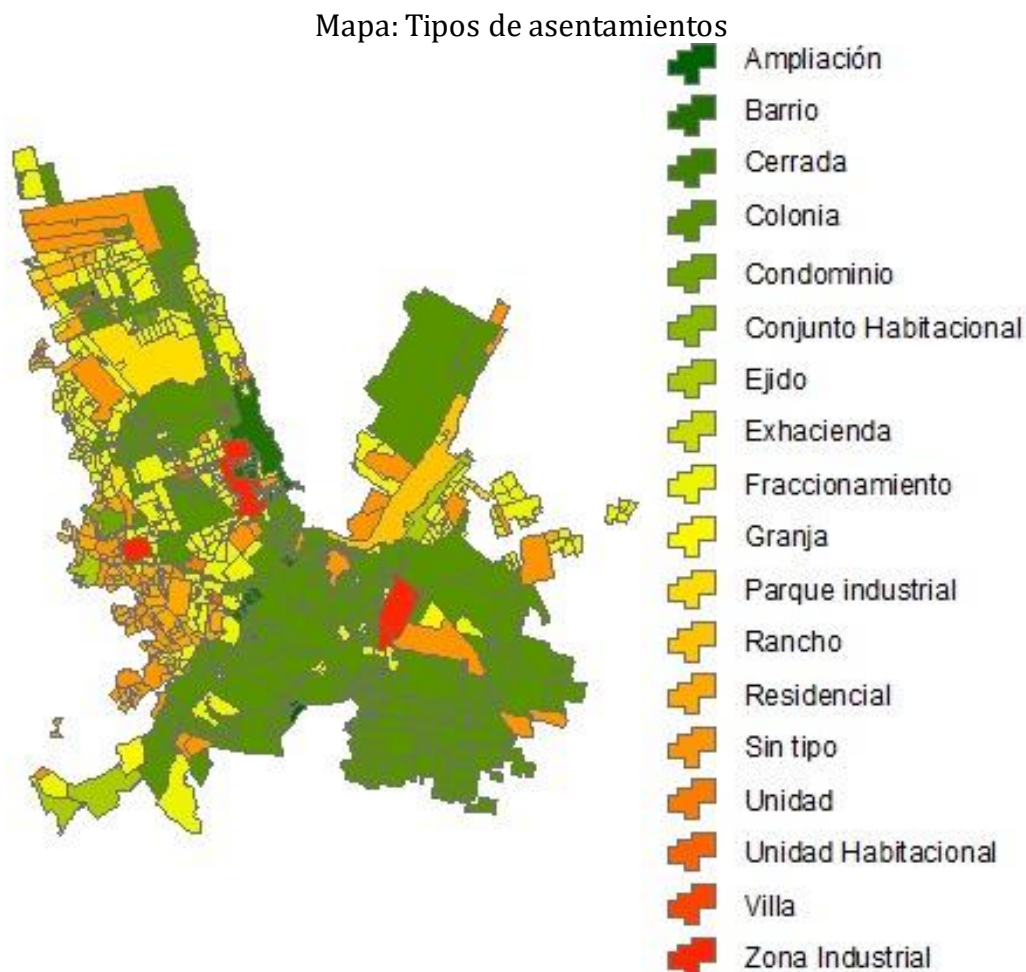 Mapa: Tipos de asentamientos
Ampliación
Barrio
Cerrada
Colonia
Condominio
Conjunto Habitacional
Ejido
Exhacienda
Fraccionamiento
Granja
Parque industrial
Rancho
Residencial
Sin tipo
Unidad
Unidad Habitacional
Villa
Zona Industrial